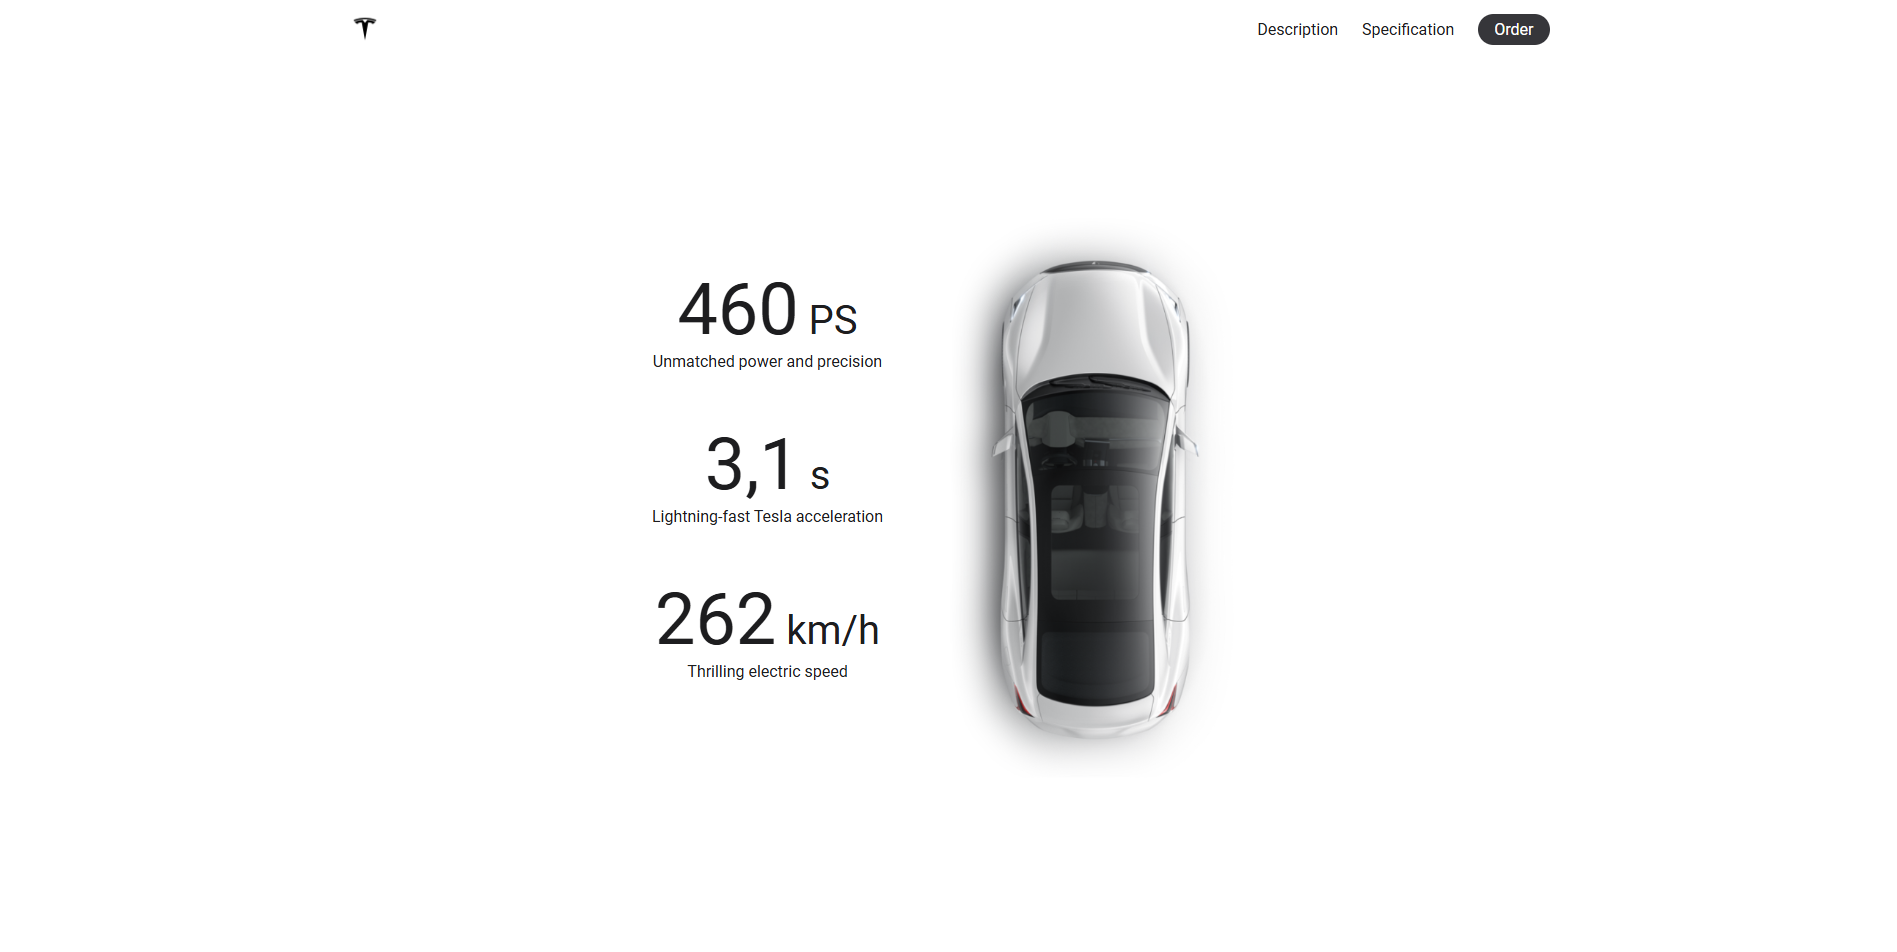 Description Specification Order
460 PS
Unmatched power and precision
3,1 s
Lightning-fast Tesla acceleration
262 km/h
Thrilling electric speed